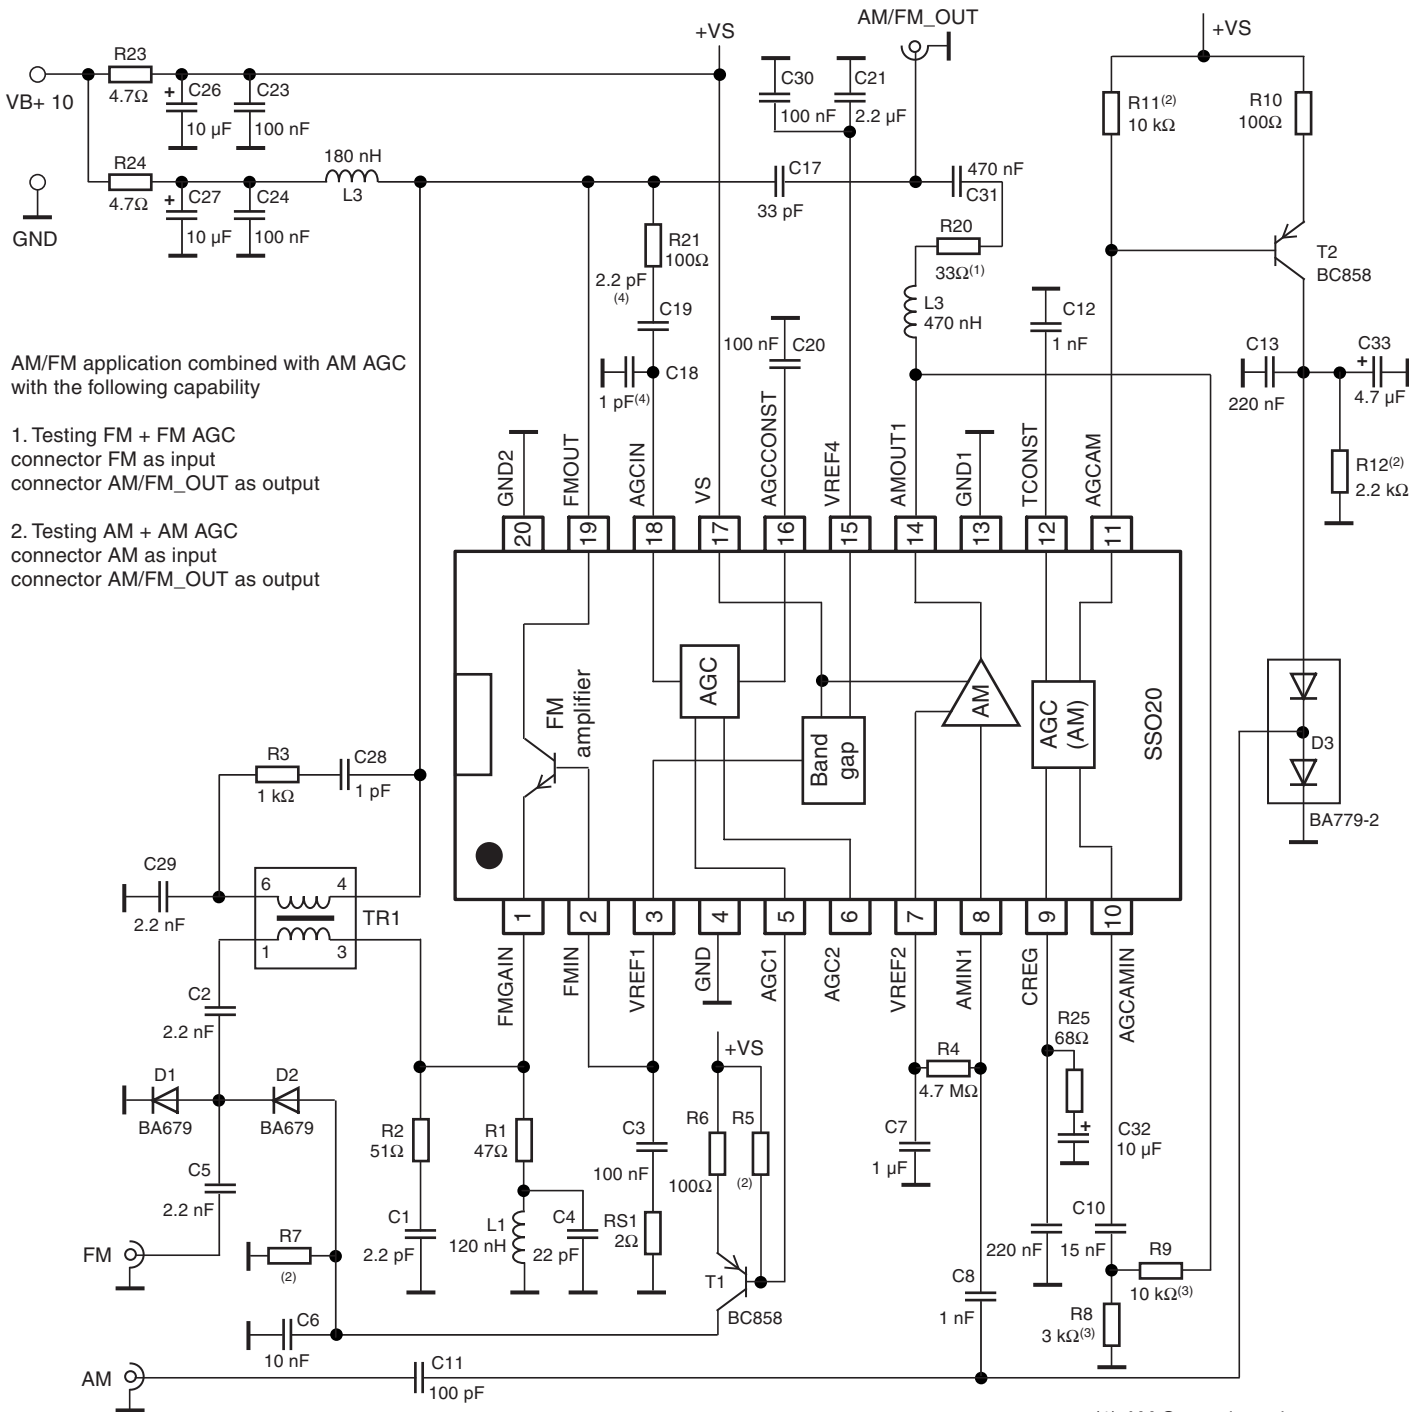 AM/FM_OUT
+VS
+VS
R23
4.7Ω
VB+ 10
+
C26
10 µF
C23
100 nF
C30
100 nF
C21
2.2 µF
R11(2)
10 kΩ
R10
100Ω
R24
4.7Ω
+
C27
10 µF
C24
100 nF
180 nH
L3
GND
C17
33 pF
470 nF
C31
R20
33Ω(1)
R21
100Ω
2.2 pF
(4)
C19
L3
470 nH
T2
BC858
C12
1 nF
100 nF
C20
C18
1 pF(4)
C13
220 nF
C33
+
4.7 µF
R12(2)
2.2 kΩ
AM/FM application combined with AM AGC
with the following capability
1. Testing FM + FM AGC
connector FM as input
connector AM/FM_OUT as output
2. Testing AM + AM AGC
connector AM as input
connector AM/FM_OUT as output
GND2
FMOUT
AGCIN
VS
AGCCONST
VREF4
AMOUT1
GND1
TCONST
AGCAM
20
19
18
17
16
15
14
13
12
11
FM
amplifier
AGC
Band
gap
AM
AGC
(AM)
SSO20
D3
BA779-2
R3
1 kΩ
C28
1 pF
C29
2.2 nF
6
4
1
3
TR1
1
2
3
4
5
6
7
8
9
10
FMGAIN
FMIN
VREF1
GND
AGC1
AGC2
VREF2
AMIN1
CREG
AGCAMIN
C2
2.2 nF
D1
BA679
D2
BA679
C5
2.2 nF
FM
R7
(2)
C6
10 nF
AM
C11
100 pF
R2
51Ω
C1
2.2 pF
R1
47Ω
L1
120 nH
C4
22 pF
C3
100 nF
RS1
2Ω
+VS
R6
100Ω
R5
(2)
T1
BC858
R4
4.7 MΩ
C7
1 µF
C8
1 nF
R25
68Ω
+
C32
10 µF
220 nF
C10
15 nF
R9
10 kΩ(3)
R8
3 kΩ(3)